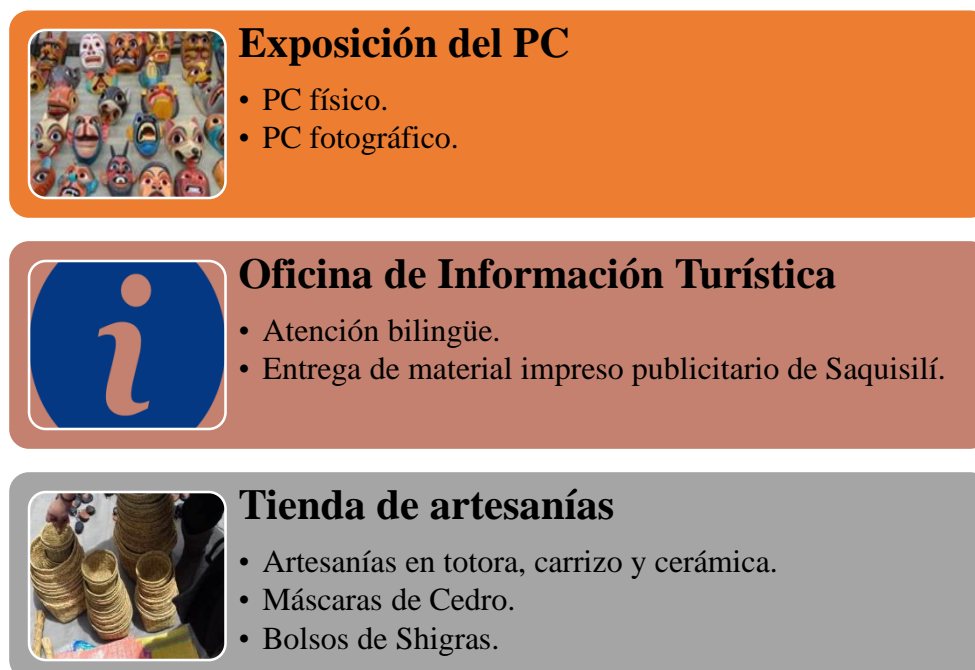 Exposición del PC
• PC físico.
• PC fotográfico.
Oficina de Información Turística
• Atención bilingüe.
• Entrega de material impreso publicitario de Saquisilí.
Tienda de artesanías
• Artesanías en totora, carrizo y cerámica.
• Máscaras de Cedro.
• Bolsos de Shigras.